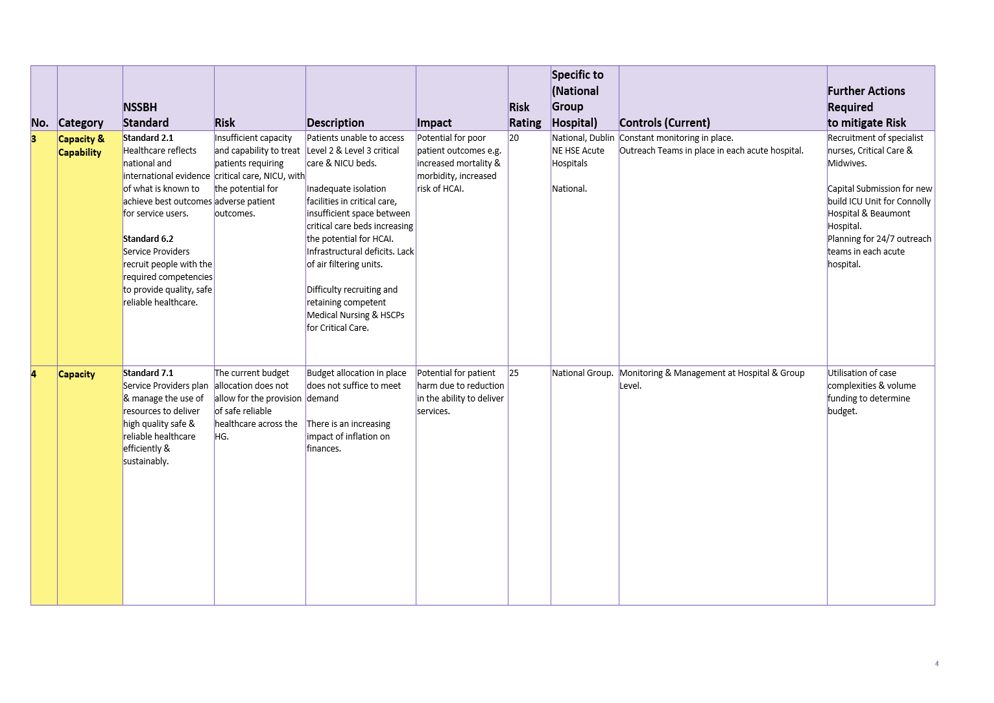 No.
Category
NSSBH
Standard
Risk
Description
Impact
Risk
Rating
Specific to
(National
Group
Hospital)
Controls (Current)
Further Actions
Required
to mitigate Risk
3
Capacity &
Capability
Standard 2.1
Healthcare reflects
national and
international evidence
of what is known to
achieve best outcomes
for service users.
Standard 6.2
Service Providers
recruit people with the
required competencies
to provide quality, safe
reliable healthcare.
Insufficient capacity
and capability to treat
patients requiring
critical care, NICU, with
the potential for
adverse patient
outcomes.
Patients unable to access
Level 2 & Level 3 critical
care & NICU beds.
Inadequate isolation
facilities in critical care,
insufficient space between
critical care beds increasing
the potential for HCAI.
Infrastructural deficits. Lack
of air filtering units.
Difficulty recruiting and
retaining competent
Medical Nursing & HSCPs
for Critical Care.
Potential for poor
patient outcomes e.g.
increased mortality &
morbidity, increased
risk of HCAI.
20
National, Dublin
NE HSE Acute
Hospitals
National.
Constant monitoring in place.
Outreach Teams in place in each acute hospital.
Recruitment of specialist
nurses, Critical Care &
Midwives.
Capital Submission for new
build ICU Unit for Connolly
Hospital & Beaumont
Hospital.
Planning for 24/7 outreach
teams in each acute
hospital.
4
Capacity
Standard 7.1
Service Providers plan
& manage the use of
resources to deliver
high quality safe &
reliable healthcare
efficiently &
sustainably.
The current budget
allocation does not
allow for the provision
of safe reliable
healthcare across the
HG.
Budget allocation in place
does not suffice to meet
demand
There is an increasing
impact of inflation on
finances.
Potential for patient
harm due to reduction
in the ability to deliver
services.
25
National Group.
Monitoring & Management at Hospital & Group
Level.
Utilisation of case
complexities & volume
funding to determine
budget.
4